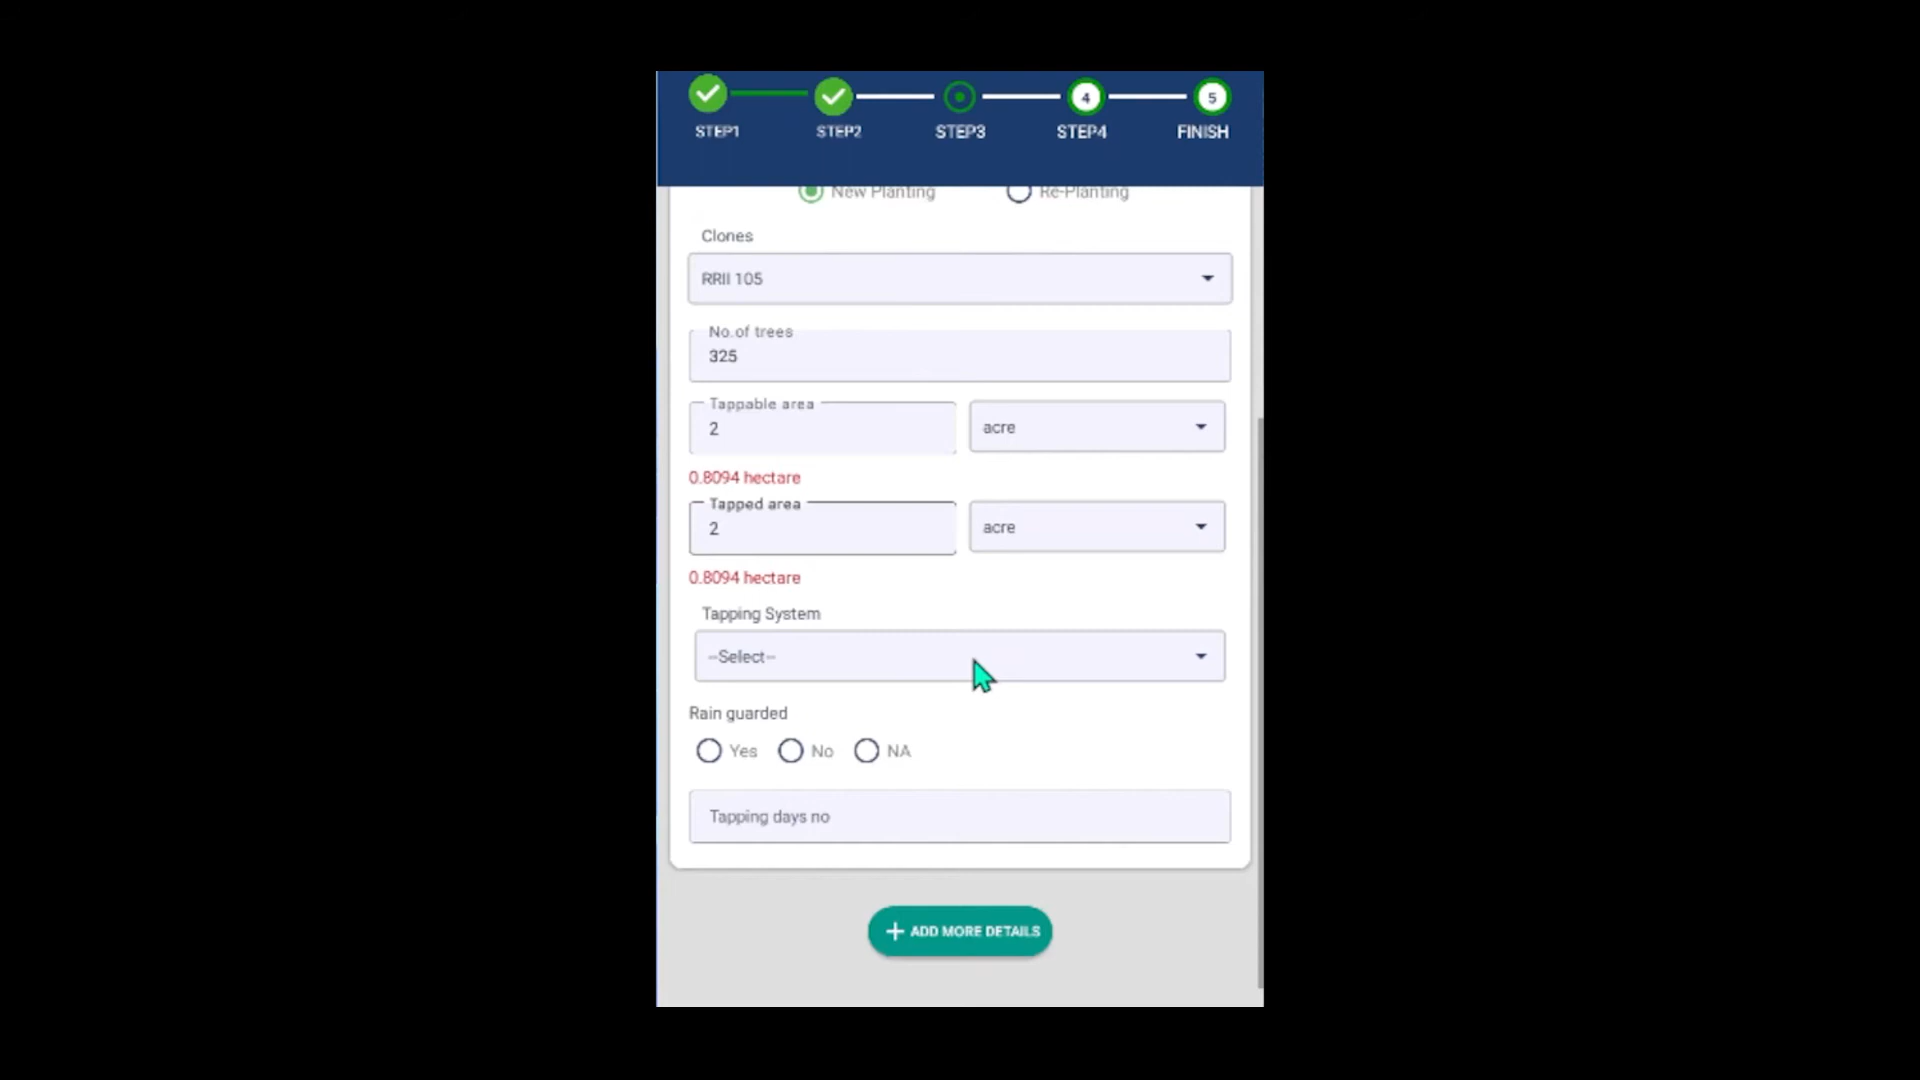 4
5
STEP1
STEP2
STEP3
STEP4
FINISH
New Planting
Re-Planting
Clones
RRII 105
No.of trees
325
Tappable area
2
acre
0.8094 hectare
Tapped area
2
acre
0.8094 hectare
Tapping System
--Select--
Rain guarded
Yes
No
NA
Tapping days no
+ ADD MORE DETAILS